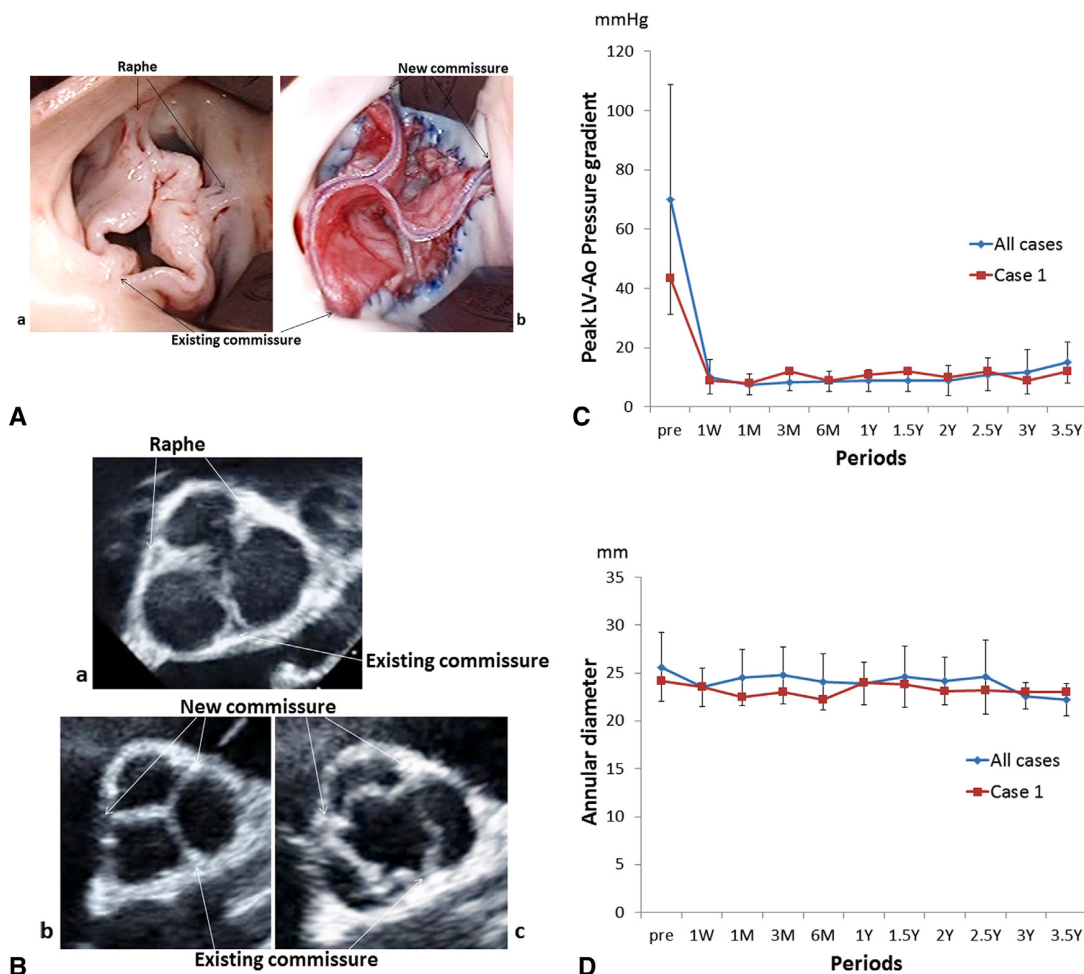 Raphe
New commissure
a
b
Existing commissure
A
mmHg
120
100
80
60
40
20
0
Peak LV-Ao Pressure gradient
All cases
Case 1
pre 1W 1M 3M 6M 1Y 1.5Y 2Y 2.5Y 3Y 3.5Y
Periods
C
Raphe
Existing commissure
a
New commissure
b
c
Existing commissure
B
mm
35
30
25
20
15
10
5
0
Annular diameter
All cases
Case 1
pre 1W 1M 3M 6M 1Y 1.5Y 2Y 2.5Y 3Y 3.5Y
Periods
D